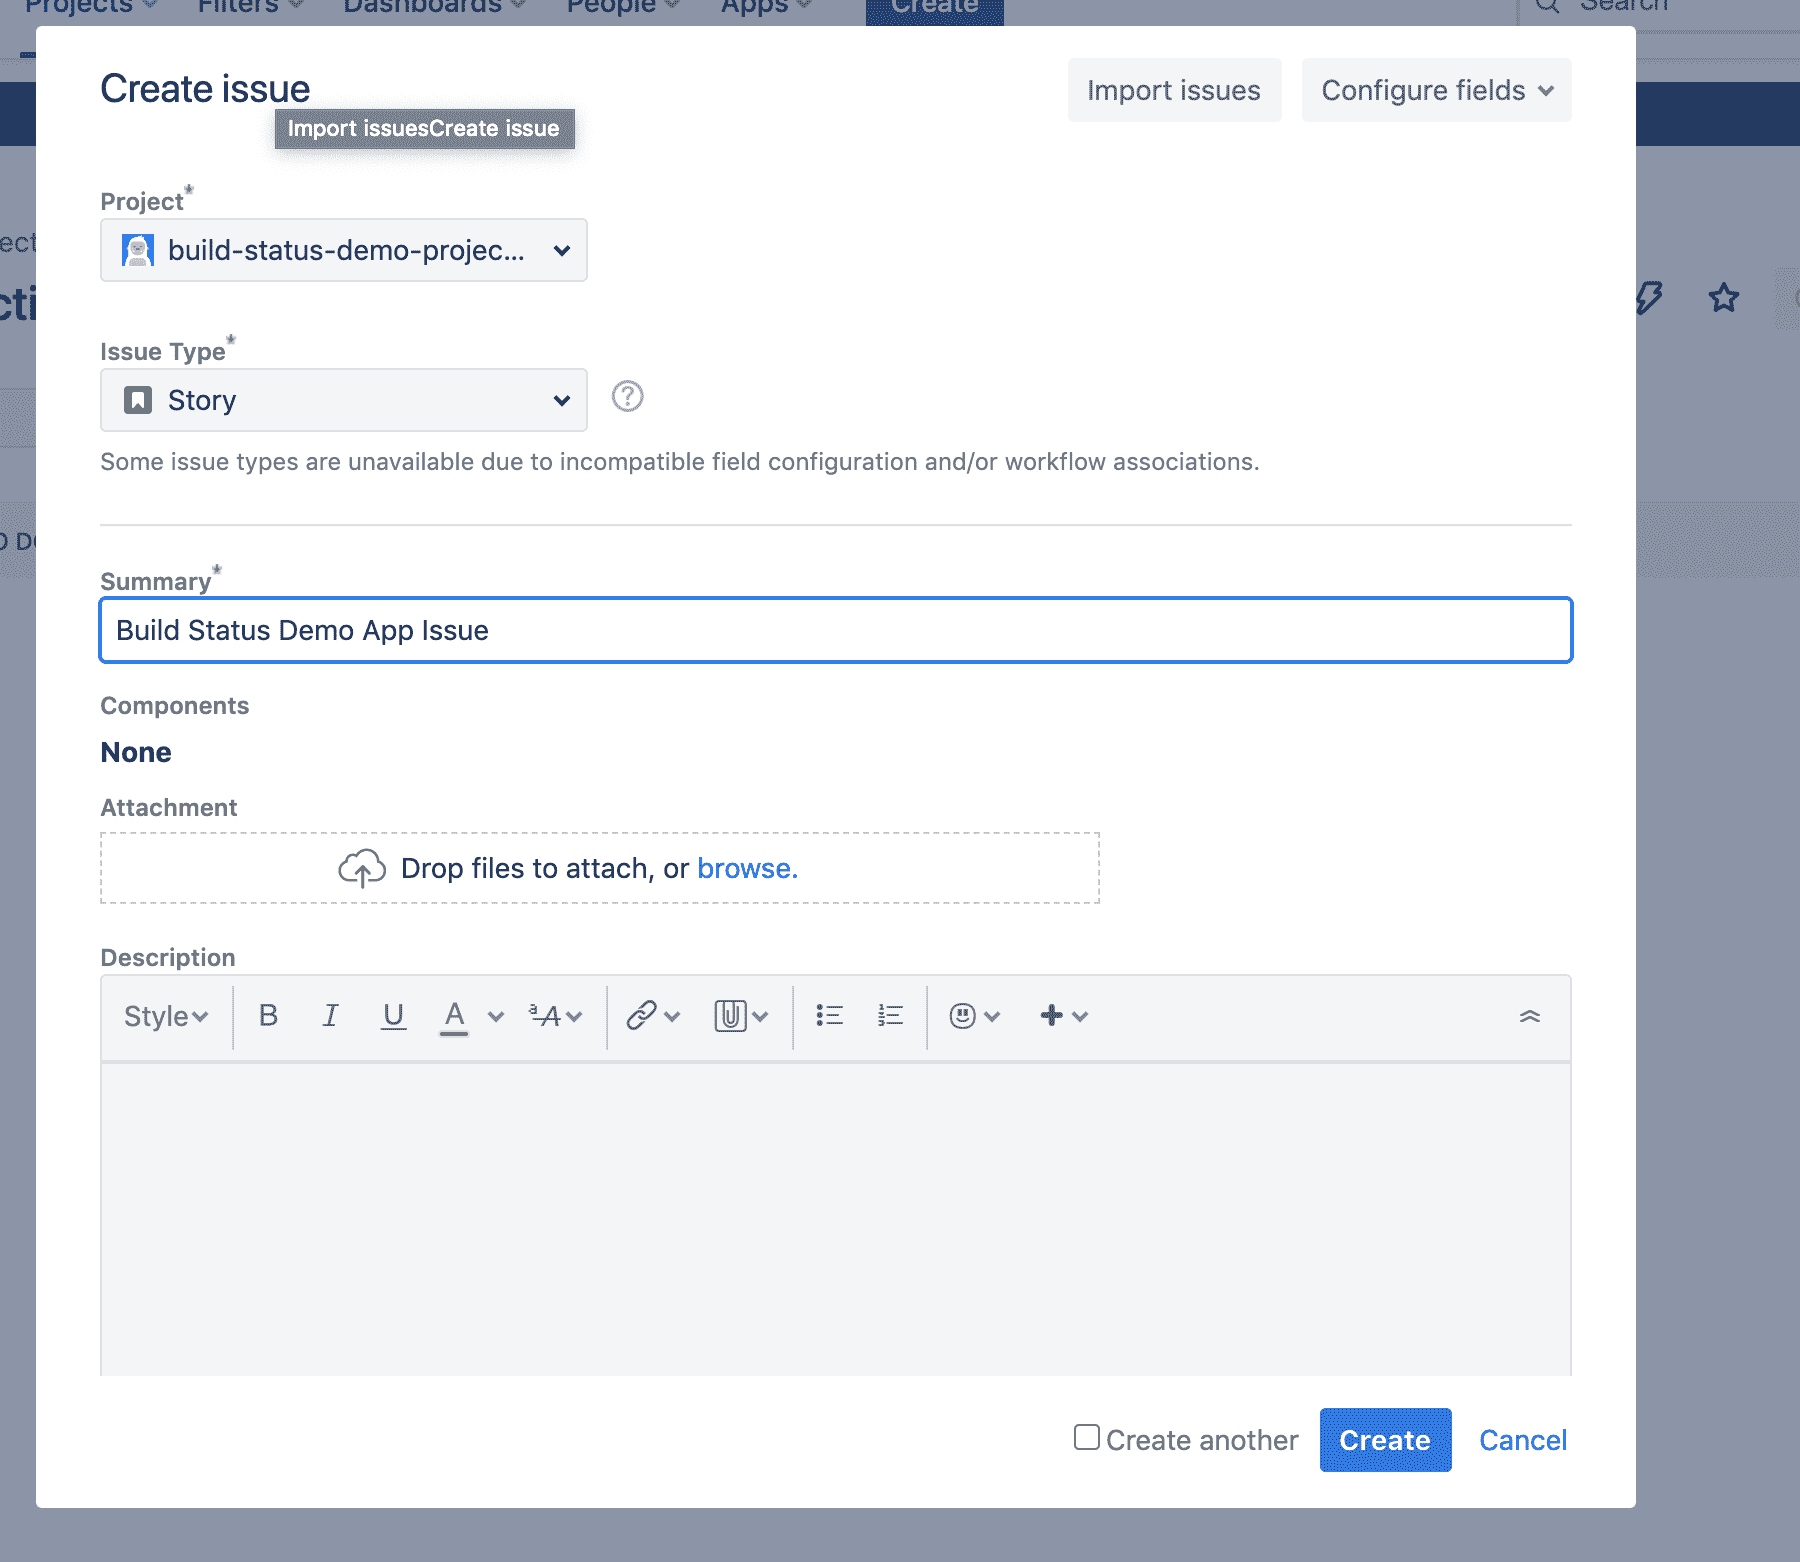 Projects Filters Dashboards People Apps Create Search
Create issue
Import issues Configure fields
Import issuesCreate issue
Project*
build-status-demo-projec...
Issue Type*
Story
Some issue types are unavailable due to incompatible field configuration and/or workflow associations.
Summary*
Build Status Demo App Issue
Components
None
Attachment
Drop files to attach, or browse.
Description
Style B I U A A
Create another Create Cancel